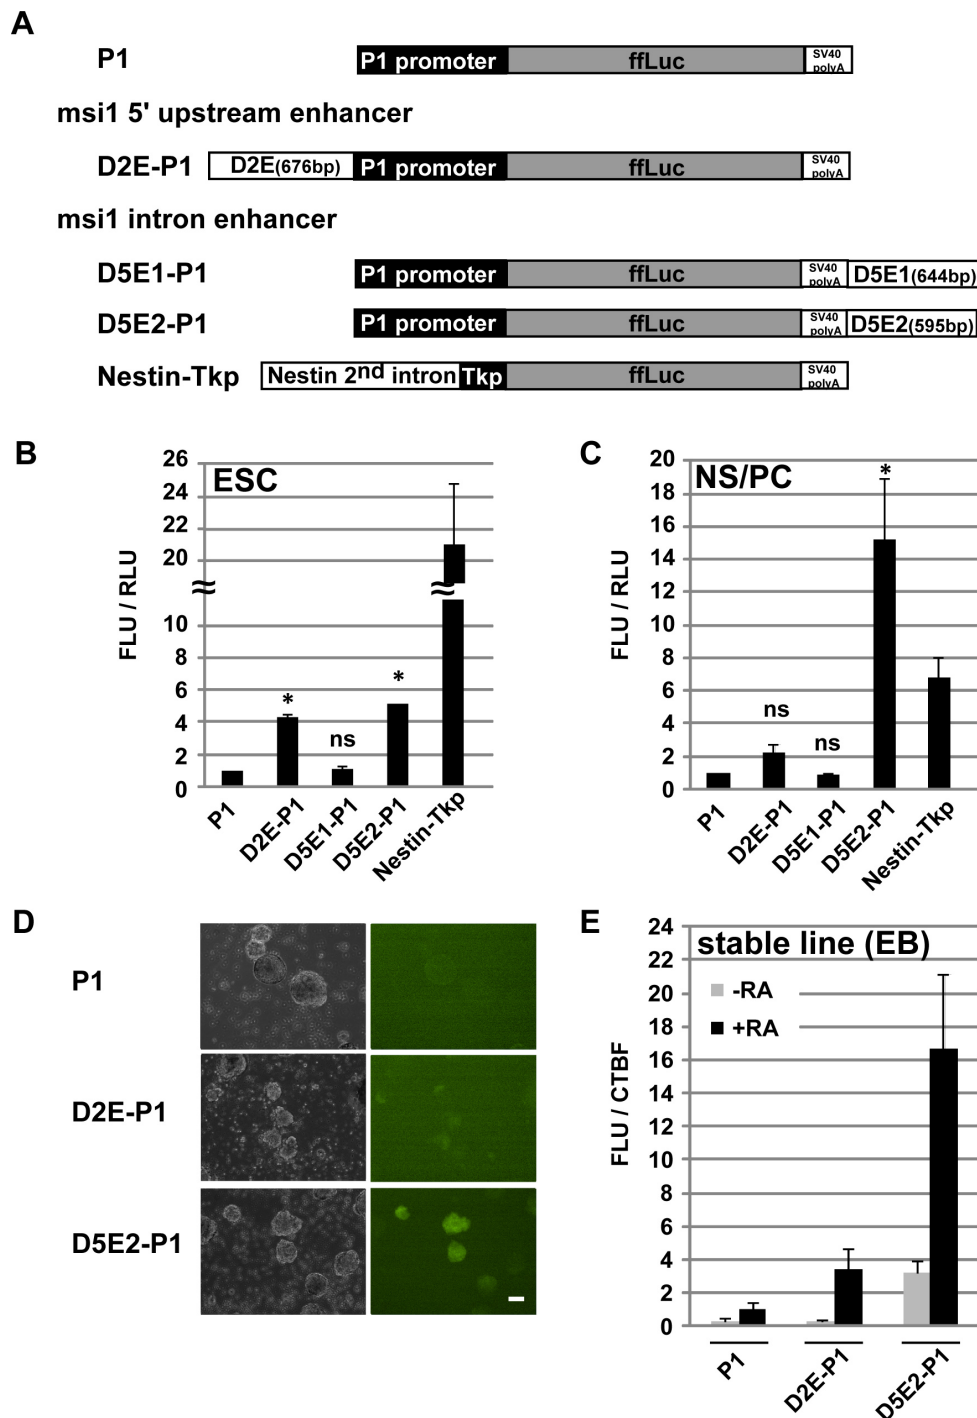 A
P1
P1 promoter ffLuc SV40 polyA
msi1 5' upstream enhancer
D2E-P1
D2E(676bp) P1 promoter ffLuc SV40 polyA
msi1 intron enhancer
D5E1-P1
P1 promoter ffLuc SV40 polyA D5E1(644bp)
D5E2-P1
P1 promoter ffLuc SV40 polyA D5E2(595bp)
Nestin-Tkp
Nestin 2nd intron Tkp ffLuc SV40 polyA
B
ESC
FLU / RLU
26
24
22
20
10
8
6
4
2
0
*
ns
*
P1
D2E-P1
D5E1-P1
D5E2-P1
Nestin-Tkp
C
NS/PC
FLU / RLU
20
18
16
14
12
10
8
6
4
2
0
ns
ns
*
P1
D2E-P1
D5E1-P1
D5E2-P1
Nestin-Tkp
D
P1
D2E-P1
D5E2-P1
E
stable line (EB)
-RA
+RA
FLU / CTBF
24
22
20
18
16
14
12
10
8
6
4
2
0
P1
D2E-P1
D5E2-P1